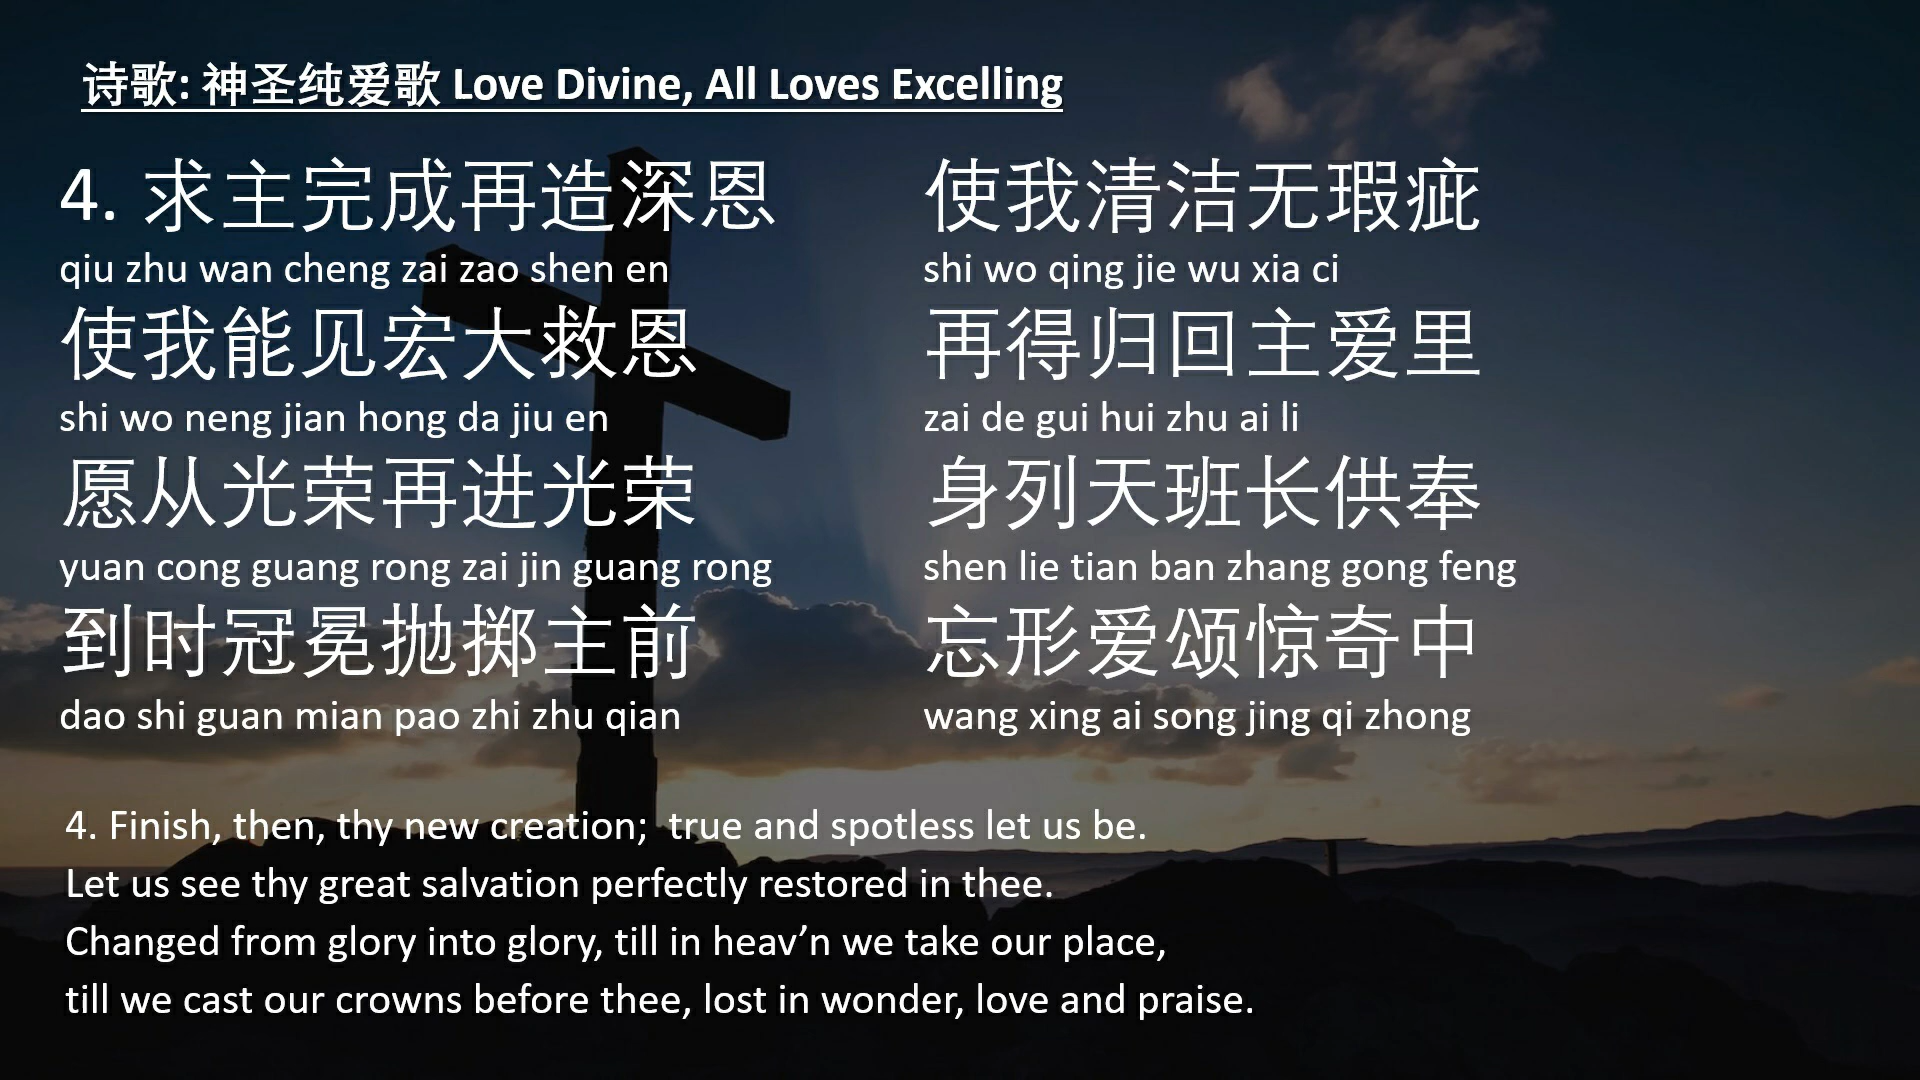 诗歌: 神圣纯爱歌 Love Divine, All Loves Excelling
4. 求主完成再造深恩 使我清洁无瑕疵
qiu zhu wan cheng zai zao shen en shi wo qing jie wu xia ci
使我能见宏大救恩 再得归回主爱里
shi wo neng jian hong da jiu en zai de gui hui zhu ai li
愿从光荣再进光荣 身列天班长供奉
yuan cong guang rong zai jin guang rong shen lie tian ban zhang gong feng
到时冠冕抛掷主前 忘形爱颂惊奇中
dao shi guan mian pao zhi zhu qian wang xing ai song jing qi zhong
4. Finish, then, thy new creation; true and spotless let us be.
Let us see thy great salvation perfectly restored in thee.
Changed from glory into glory, till in heav’n we take our place,
till we cast our crowns before thee, lost in wonder, love and praise.